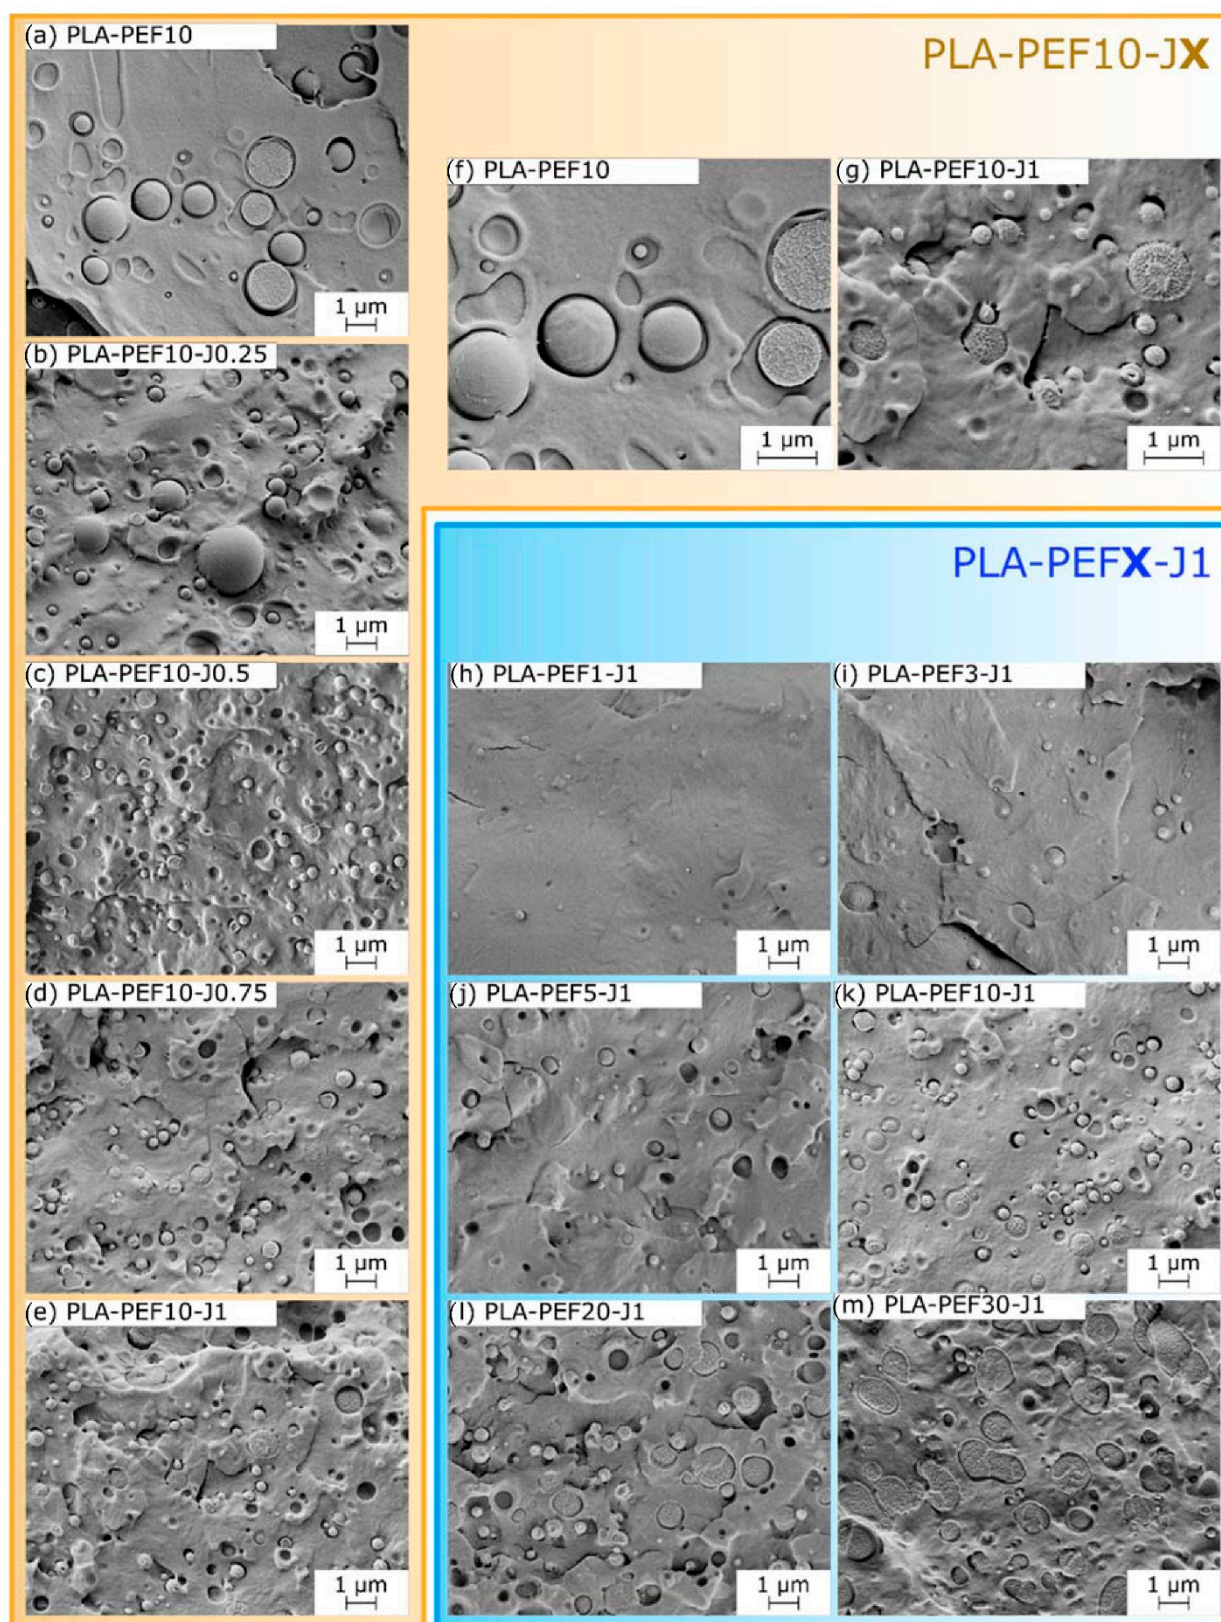 (a) PLA-PEF10
1 µm
(b) PLA-PEF10-J0.25
1 µm
(c) PLA-PEF10-J0.5
1 µm
(d) PLA-PEF10-J0.75
1 µm
(e) PLA-PEF10-J1
1 µm
PLA-PEF10-JX
(f) PLA-PEF10
1 µm
(g) PLA-PEF10-J1
1 µm
PLA-PEFX-J1
(h) PLA-PEF1-J1
1 µm
(i) PLA-PEF3-J1
1 µm
(j) PLA-PEF5-J1
1 µm
(k) PLA-PEF10-J1
1 µm
(l) PLA-PEF20-J1
1 µm
(m) PLA-PEF30-J1
1 µm